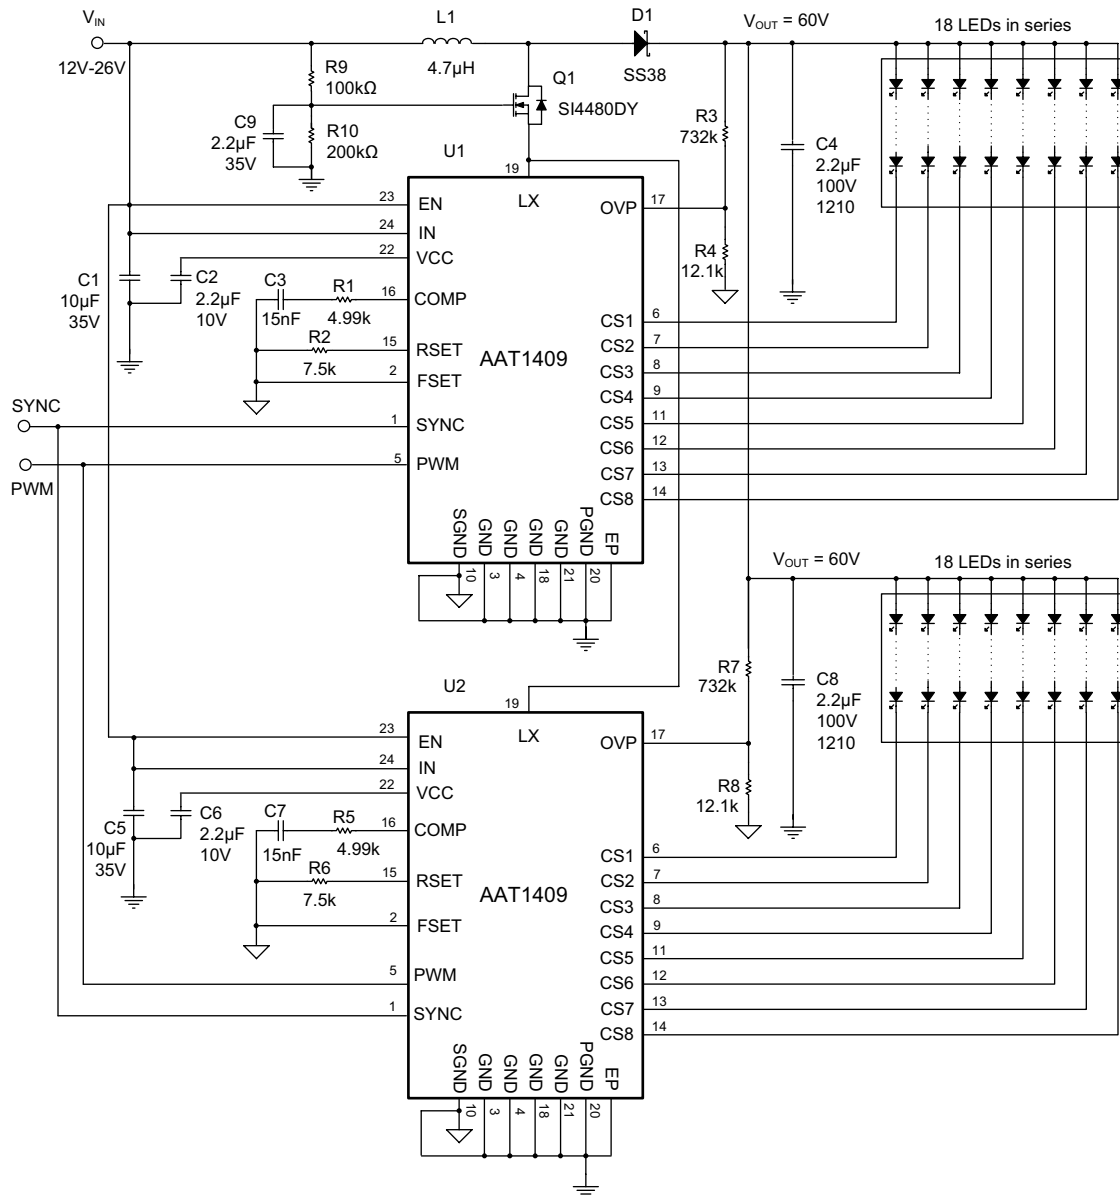 VIN
12V-26V
L1
4.7µH
D1
SS38
VOUT = 60V
18 LEDs in series
R9
100kΩ
Q1
SI4480DY
C9
2.2µF
35V
R10
200kΩ
R3
732k
C4
2.2µF
100V
1210
U1
19
LX
23
EN
24
IN
22
VCC
16
COMP
15
RSET
2
FSET
1
SYNC
5
PWM
17
OVP
R4
12.1k
C1
10µF
35V
C2
2.2µF
10V
C3
15nF
R1
4.99k
R2
7.5k
AAT1409
SYNC
PWM
CS1
6
CS2
7
CS3
8
CS4
9
CS5
11
CS6
12
CS7
13
CS8
14
SGND
GND
GND
GND
GND
PGND
EP
10
3
4
18
21
20
VOUT = 60V
18 LEDs in series
R7
732k
C8
2.2µF
100V
1210
R8
12.1k
U2
19
LX
23
EN
24
IN
22
VCC
16
COMP
15
RSET
2
FSET
5
PWM
1
SYNC
17
OVP
C5
10µF
35V
C6
2.2µF
10V
C7
15nF
R5
4.99k
R6
7.5k
AAT1409
CS1
6
CS2
7
CS3
8
CS4
9
CS5
11
CS6
12
CS7
13
CS8
14
SGND
GND
GND
GND
GND
PGND
EP
10
3
4
18
21
20